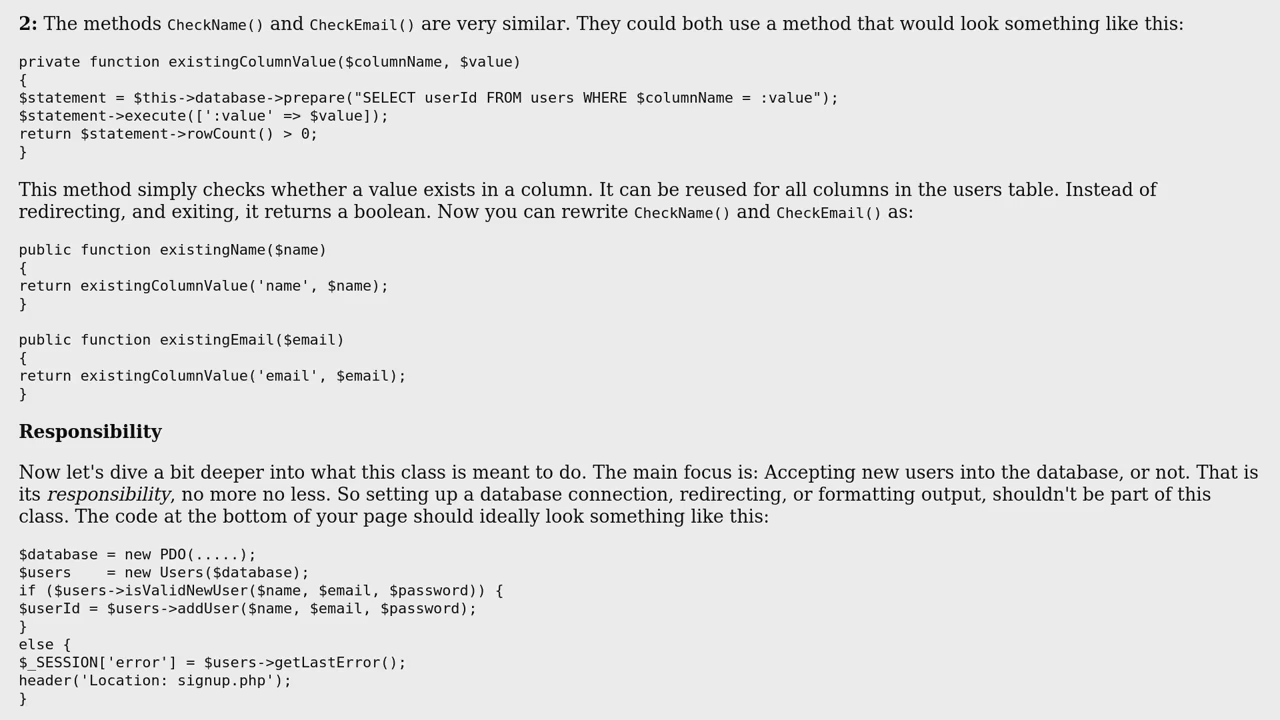 2: The methods CheckName() and CheckEmail() are very similar. They could both use a method that would look something like this:
private function existingColumnValue($columnName, $value)
{
$statement = $this->database->prepare("SELECT userId FROM users WHERE $columnName = :value");
$statement->execute([':value' => $value]);
return $statement->rowCount() > 0;
}
This method simply checks whether a value exists in a column. It can be reused for all columns in the users table. Instead of
redirecting, and exiting, it returns a boolean. Now you can rewrite CheckName() and CheckEmail() as:
public function existingName($name)
{
return existingColumnValue('name', $name);
}
public function existingEmail($email)
{
return existingColumnValue('email', $email);
}
Responsibility
Now let's dive a bit deeper into what this class is meant to do. The main focus is: Accepting new users into the database, or not. That is
its responsibility, no more no less. So setting up a database connection, redirecting, or formatting output, shouldn't be part of this
class. The code at the bottom of your page should ideally look something like this:
$database = new PDO(.....);
$users    = new Users($database);
if ($users->isValidNewUser($name, $email, $password)) {
$userId = $users->addUser($name, $email, $password);
}
else {
$_SESSION['error'] = $users->getLastError();
header('Location: signup.php');
}